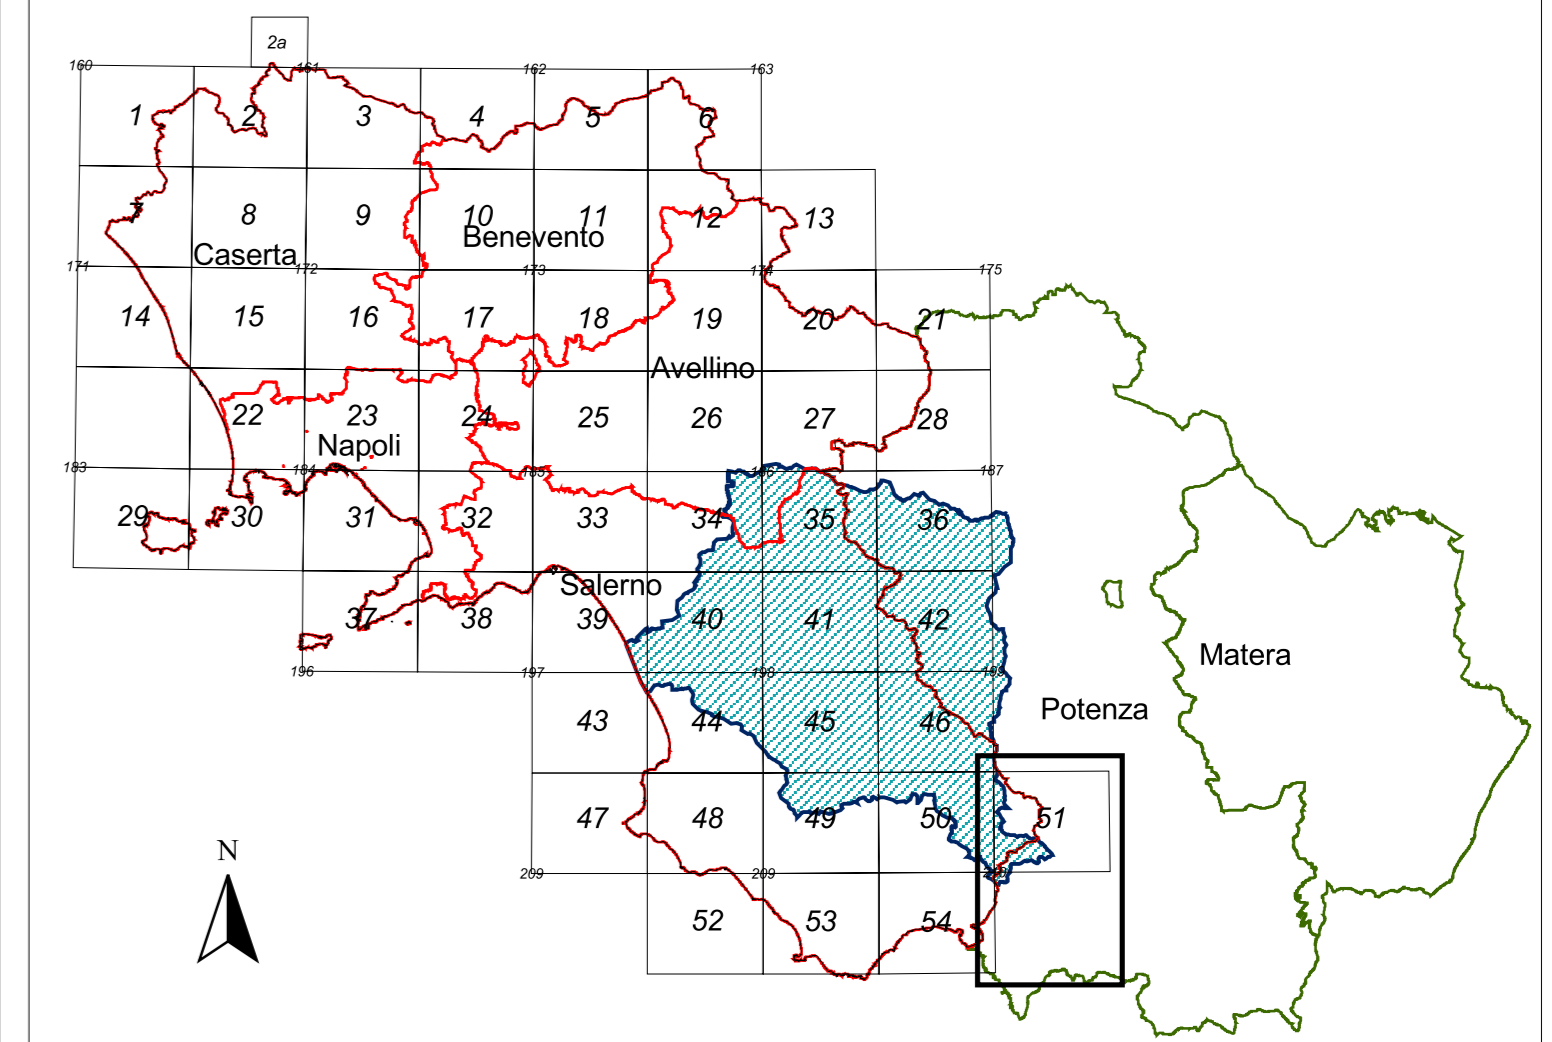 2a
160 161 162 163
1 2 3 4 5 6
7 8 9 10 11 12 13
Benevento
Caserta
171 172 173 174 175
14 15 16 17 18 19 20 21
Avellino
22 23 24 25 26 27 28
Napoli
183 184 185 186 187
29 30 31 32 33 34 35 36
Salerno
37 38 39 40 41 42
Matera
196 197 198 199
Potenza
43 44 45 46
47 48 49 50 51
N
209 209
52 53 54